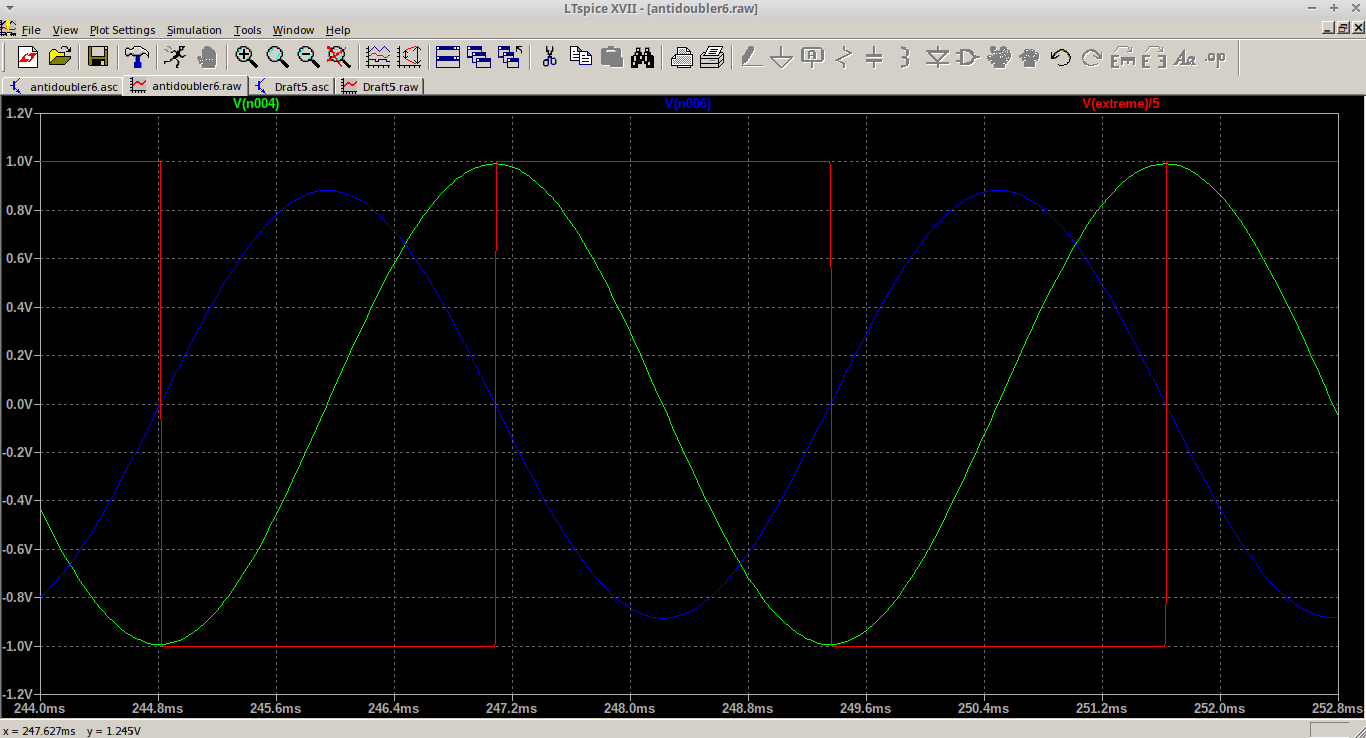 LTspice XVII - [antidoubler6.raw]
File View Plot Settings Simulation Tools Window Help
antidoubler6.asc antidoubler6.raw Draft5.asc Draft5.raw
V(n004) V(n006) V(extreme)/5
1.2V
1.0V
0.8V
0.6V
0.4V
0.2V
0.0V
-0.2V
-0.4V
-0.6V
-0.8V
-1.0V
-1.2V
244.0ms 244.8ms 245.6ms 246.4ms 247.2ms 248.0ms 248.8ms 249.6ms 250.4ms 251.2ms 252.0ms 252.8ms
x = 247.627ms y = 1.245V